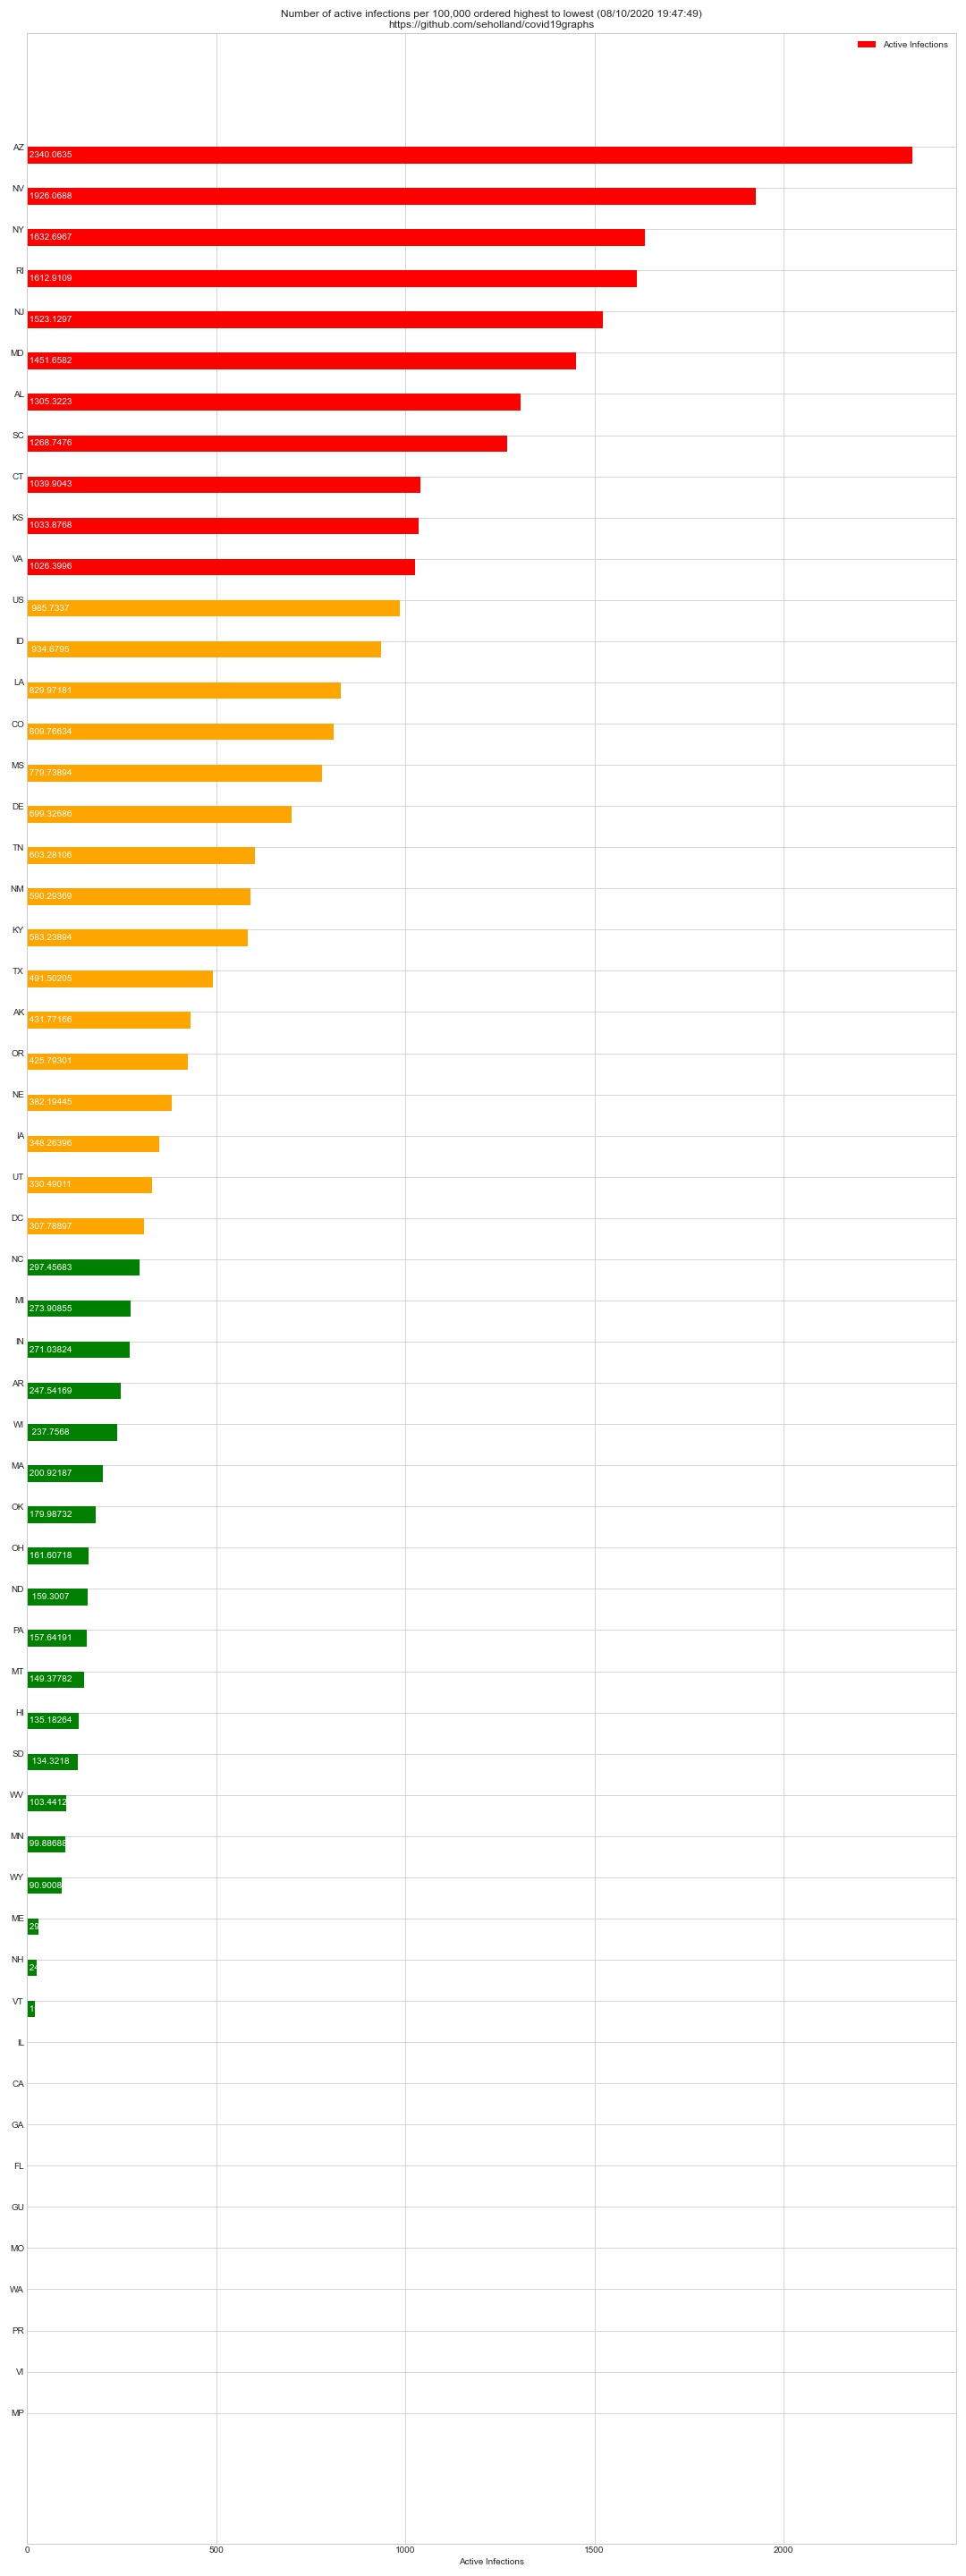 Number of active infections per 100,000 ordered highest to lowest (08/10/2020 19:47:49)
https://github.com/seholland/covid19graphs
Active Infections
AZ 2340.0635
NV 1926.0688
NY 1632.6967
RI 1612.9109
NJ 1523.1297
MD 1451.6582
AL 1305.3223
SC 1268.7476
CT 1039.9043
KS 1033.8768
VA 1026.3996
US 985.7337
ID 934.6795
LA 829.97181
CO 809.76634
MS 779.73894
DE 699.32686
TN 603.28106
NM 590.29369
KY 583.23894
TX 491.50205
AK 431.77166
OR 425.79301
NE 382.19445
IA 348.26396
UT 330.49011
DC 307.78897
NC 297.45683
MI 273.90855
IN 271.03824
AR 247.54169
WI 237.7568
MA 200.92187
OK 179.98732
OH 161.60718
ND 159.3007
PA 157.64191
MT 149.37782
HI 135.18264
SD 134.3218
WV 103.4412
MN 99.88688
WY 90.9008
ME 29
NH 24
VT 1
IL
CA
GA
FL
GU
MO
WA
PR
VI
MP
0 500 1000 1500 2000
Active Infections